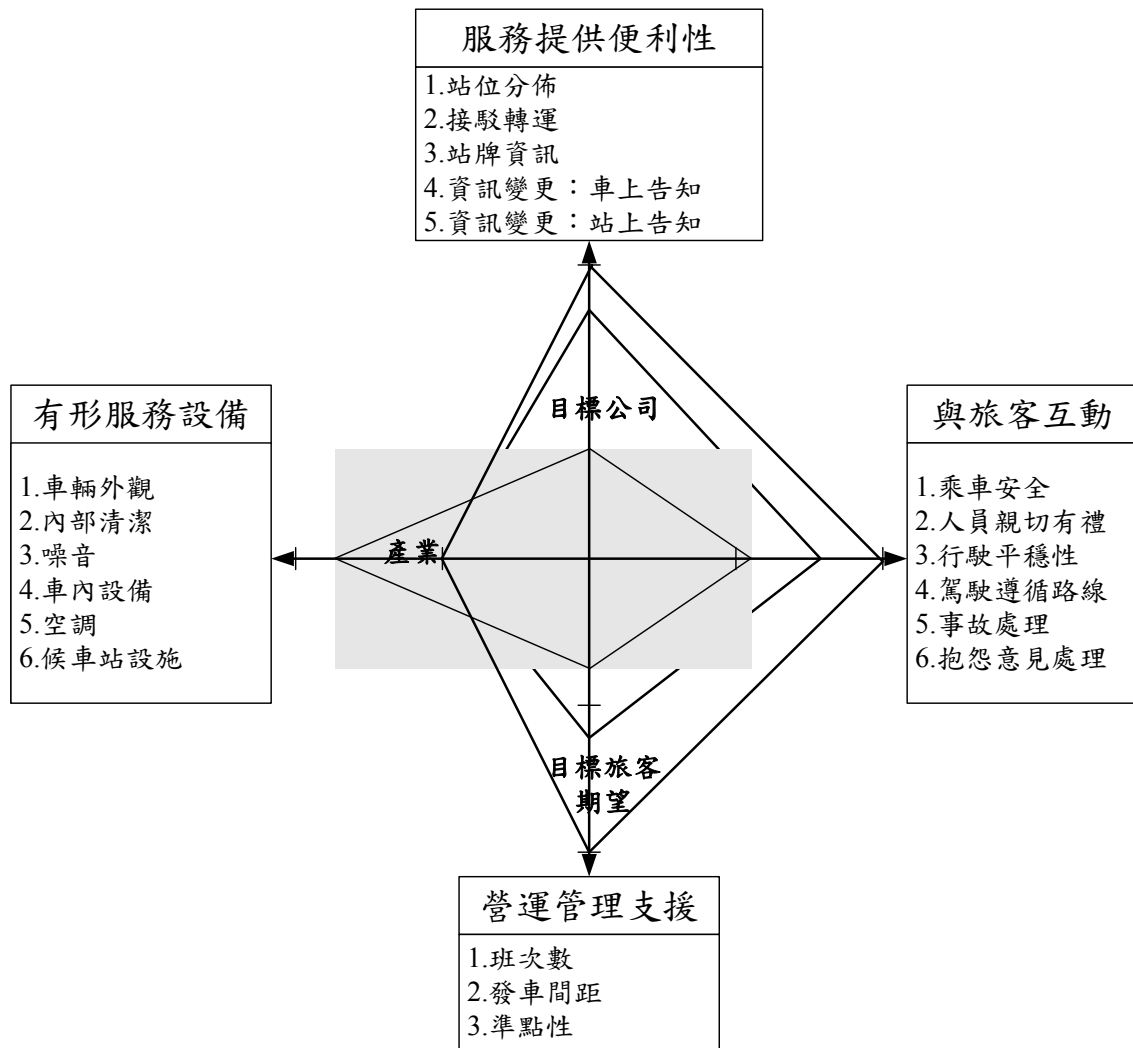 服務提供便利性
1.站位分佈
2.接駁轉運
3.站牌資訊
4.資訊變更：車上告知
5.資訊變更：站上告知
有形服務設備
1.車輛外觀
2.內部清潔
3.噪音
4.車內設備
5.空調
6.候車站設施
目標公司
產業
目標旅客
期望
與旅客互動
1.乘車安全
2.人員親切有禮
3.行駛平穩性
4.駕駛遵循路線
5.事故處理
6.抱怨意見處理
營運管理支援
1.班次數
2.發車間距
3.準點性